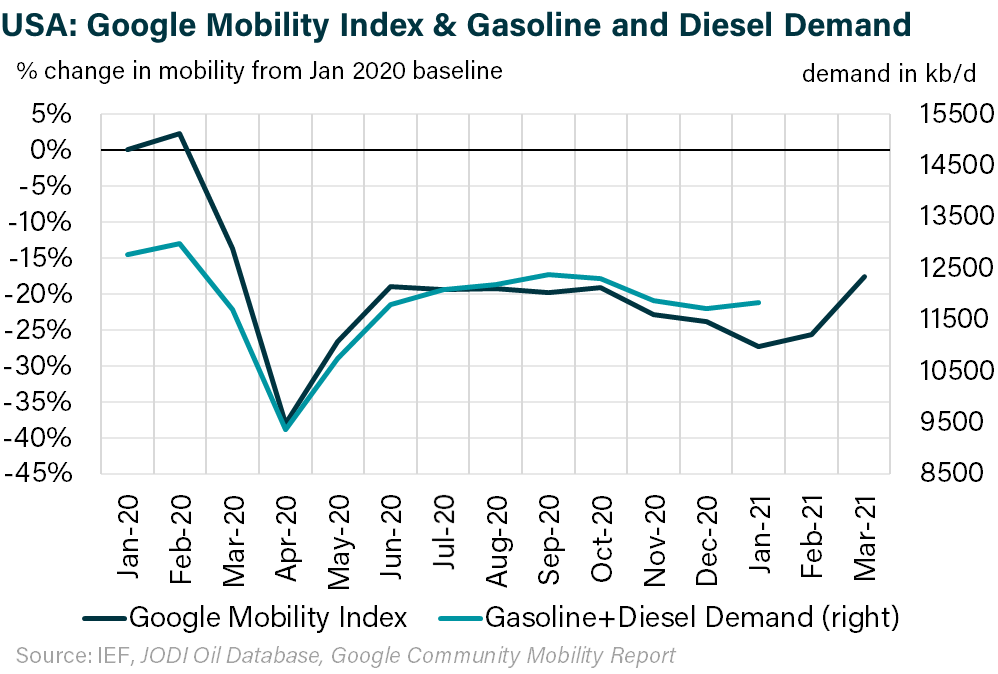 USA: Google Mobility Index & Gasoline and Diesel Demand
% change in mobility from Jan 2020 baseline
demand in kb/d
5%
0%
-5%
-10%
-15%
-20%
-25%
-30%
-35%
-40%
-45%
15500
14500
13500
12500
11500
10500
9500
8500
Jan-20
Feb-20
Mar-20
Apr-20
May-20
Jun-20
Jul-20
Aug-20
Sep-20
Oct-20
Nov-20
Dec-20
Jan-21
Feb-21
Mar-21
Google Mobility Index
Gasoline+Diesel Demand (right)
Source: IEF, JODI Oil Database, Google Community Mobility Report